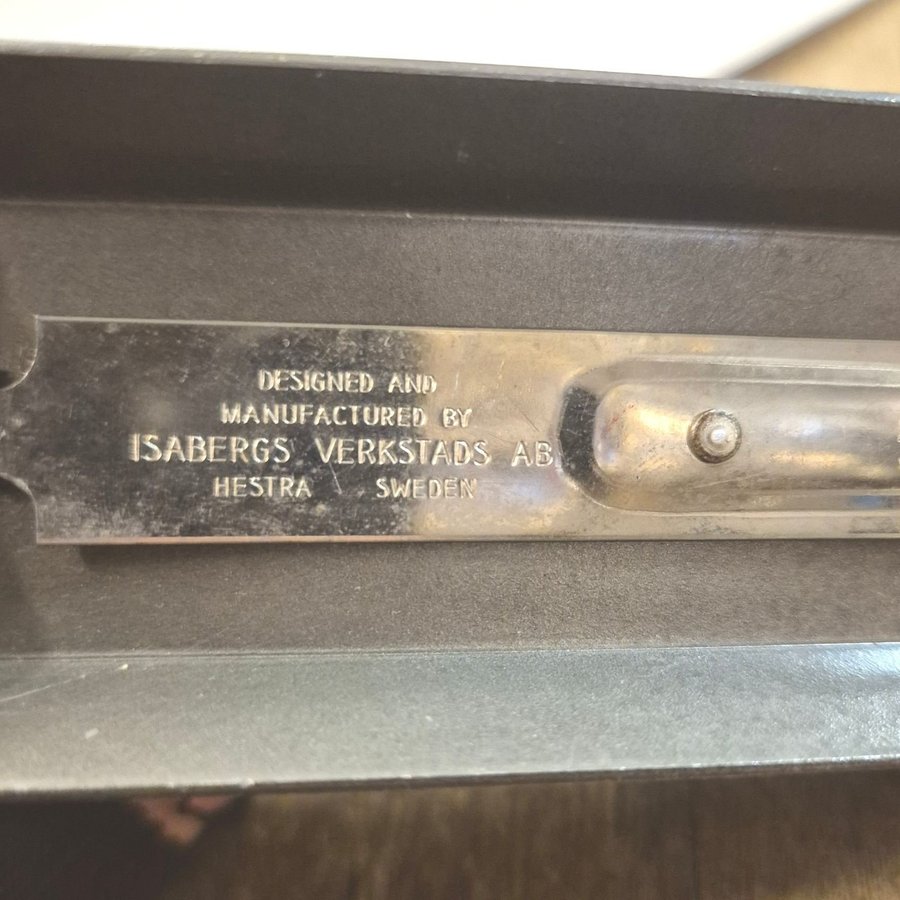 DESIGNED AND
MANUFACTURED BY
ISABERGS VERKSTADS AB
HESTRA SWEDEN